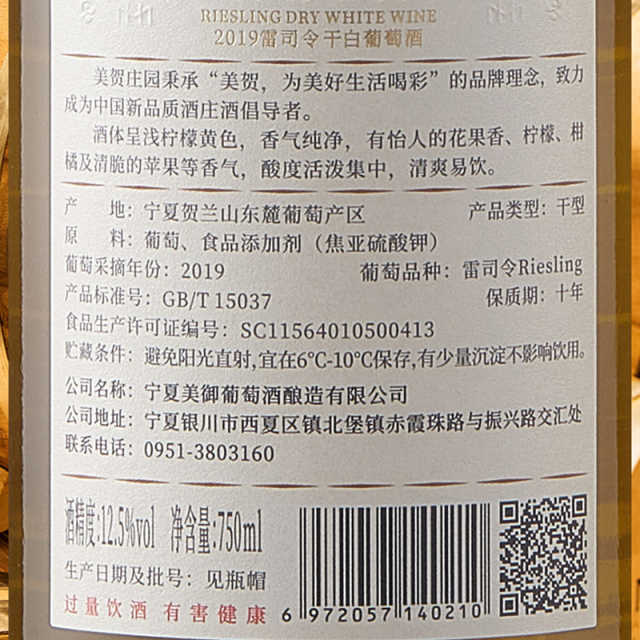 RIESLING DRY WHITE WINE
2019雷司令干白葡萄酒
美贺庄园秉承“美贺，为美好生活喝彩”的品牌理念，致力
成为中国新品质酒庄酒倡导者。
酒体呈浅柠檬黄色，香气纯净，有怡人的花果香、柠檬、柑
橘及清脆的苹果等香气，酸度活泼集中，清爽易饮。
产 地：宁夏贺兰山东麓葡萄产区 产品类型：干型
原 料：葡萄、食品添加剂（焦亚硫酸钾）
葡萄采摘年份：2019 葡萄品种：雷司令Riesling
产品标准号：GB/T 15037 保质期：十年
食品生产许可证编号：SC11564010500413
贮藏条件：避免阳光直射，宜在6°C-10°C保存，有少量沉淀不影响饮用。
公司名称：宁夏美御葡萄酒酿造有限公司
公司地址：宁夏银川市西夏区镇北堡镇赤霞珠路与振兴路交汇处
联系电话：0951-3803160
酒精度:12.5%vol 净含量:750ml
生产日期及批号：见瓶帽
过量饮酒 有害健康
6 972057 140210